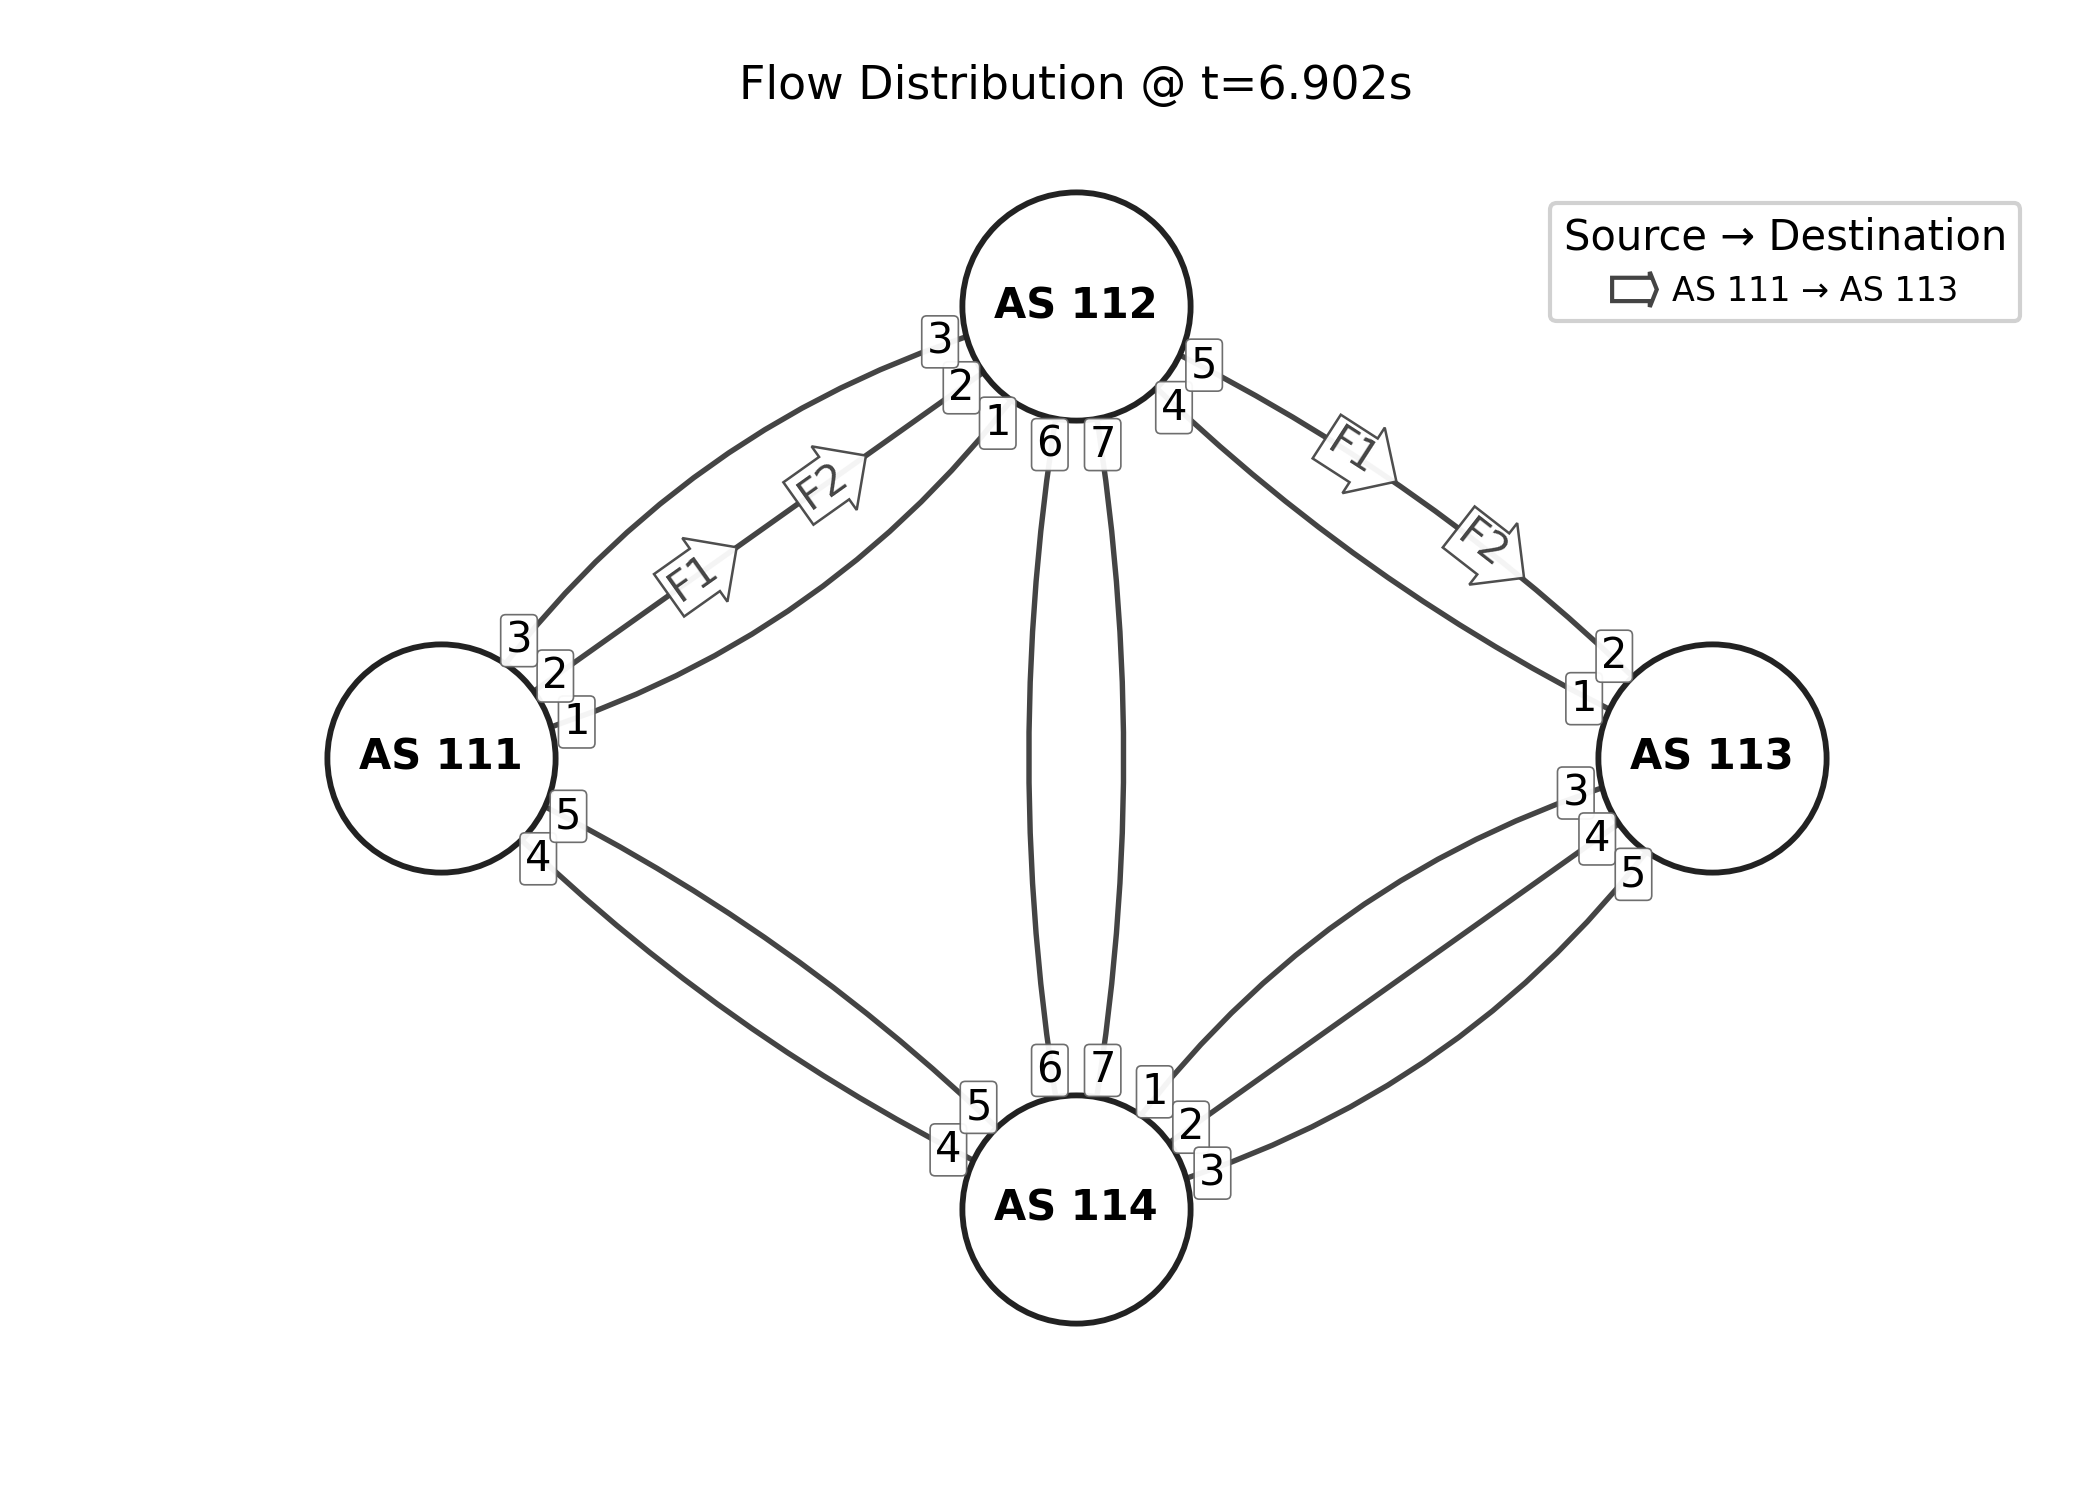 Flow Distribution @ t=6.902s
Source → Destination
AS 111 → AS 113
AS 112
3
2
1
6
7
4
5
F1
F2
F1
F2
3
2
1
AS 111
5
4
2
1
AS 113
3
4
5
6
7
5
4
1
2
3
AS 114